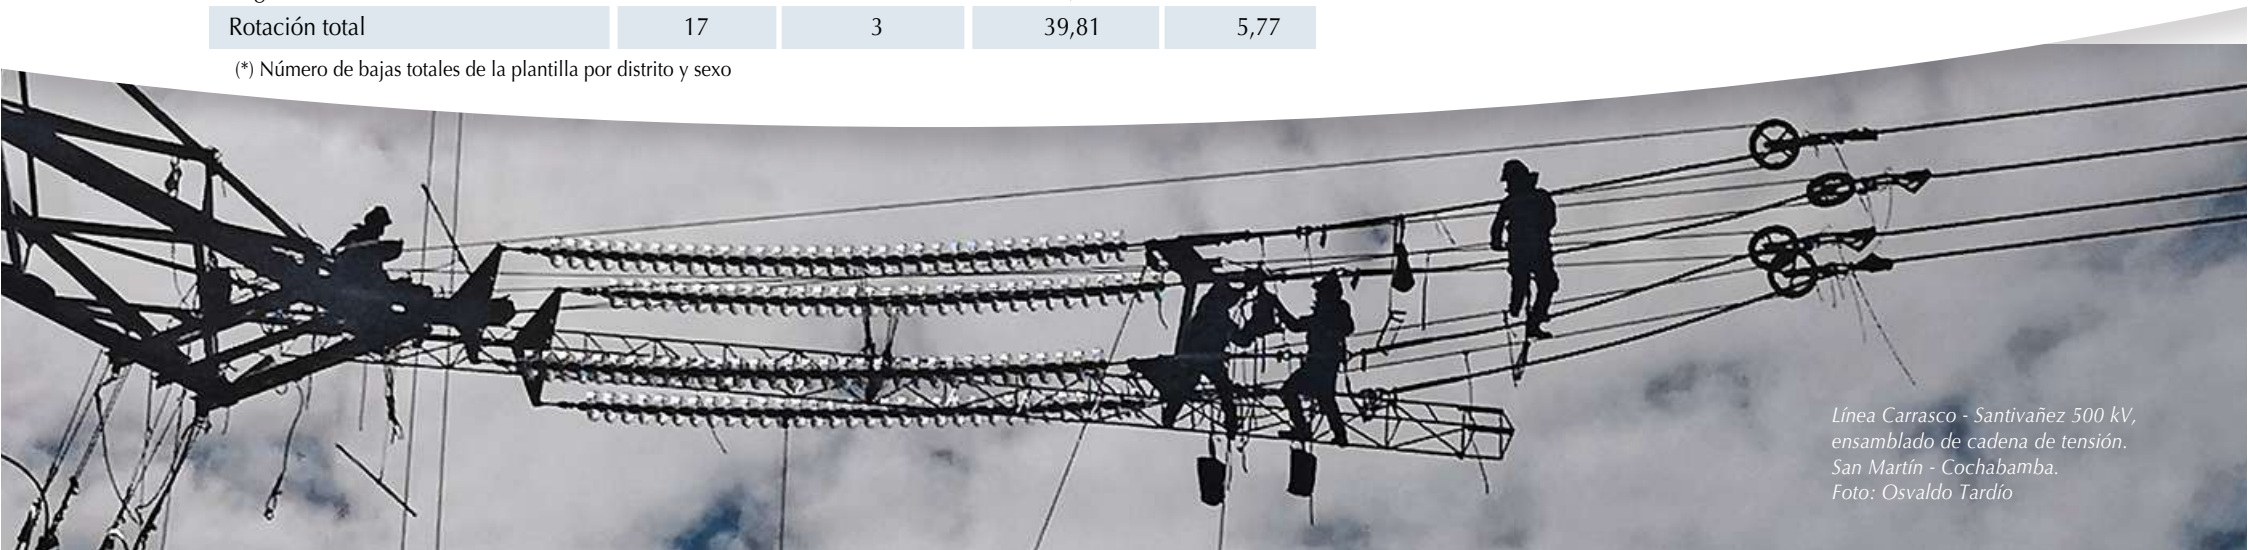 Rotación total 17 3 39,81 5,77
(*) Número de bajas totales de la plantilla por distrito y sexo
Línea Carrasco - Santivañez 500 kV,
ensamblado de cadena de tensión.
San Martín - Cochabamba.
Foto: Osvaldo Tardío